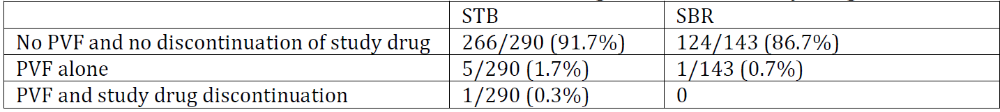 STB SBR
No PVF and no discontinuation of study drug 266/290 (91.7%) 124/143 (86.7%)
PVF alone 5/290 (1.7%) 1/143 (0.7%)
PVF and study drug discontinuation 1/290 (0.3%) 0